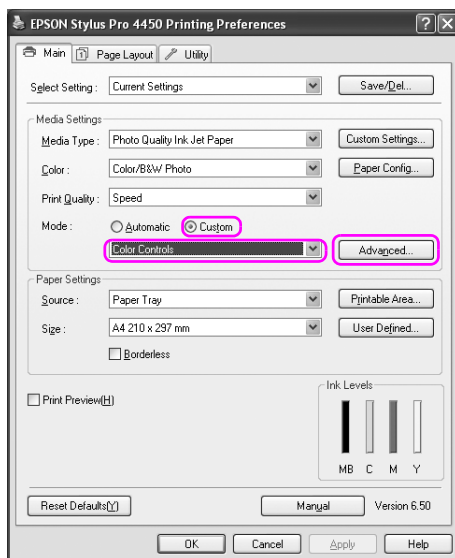 EPSON Stylus Pro 4450 Printing Preferences
Main Page Layout Utility
Select Setting : Current Settings Save/Del...
Media Settings
Media Type : Photo Quality Ink Jet Paper Custom Settings...
Color : Color/B&W Photo Paper Config...
Print Quality : Speed
Mode : Automatic Custom
Color Controls Advanced...
Paper Settings
Source : Paper Tray Printable Area...
Size : A4 210 x 297 mm User Defined...
Borderless
Ink Levels
Print Preview(H)
MB C M Y
Reset Defaults(Y) Manual Version 6.50
OK Cancel Apply Help